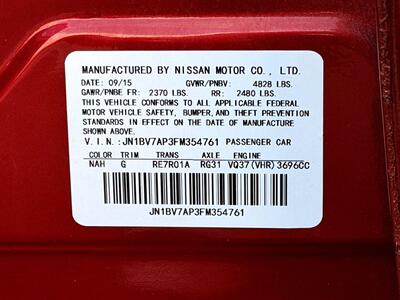 MANUFACTURED BY NISSAN MOTOR CO., LTD.
DATE: 09/15 GVWR/PNBV: 4828 LBS.
GAWR/PNBE FR: 2370 LBS. RR: 2480 LBS.
THIS VEHICLE CONFORMS TO ALL APPLICABLE FEDERAL
MOTOR VEHICLE SAFETY, BUMPER, AND THEFT PREVENTION
STANDARDS IN EFFECT ON THE DATE OF MANUFACTURE
SHOWN ABOVE.
V.I.N.: JN1BV7AP3FM354761 PASSENGER CAR
COLOR TRIM TRANS AXLE ENGINE
NAH G RE7R01A RG31 VQ37(VHR)3696CC
JN1BV7AP3FM354761